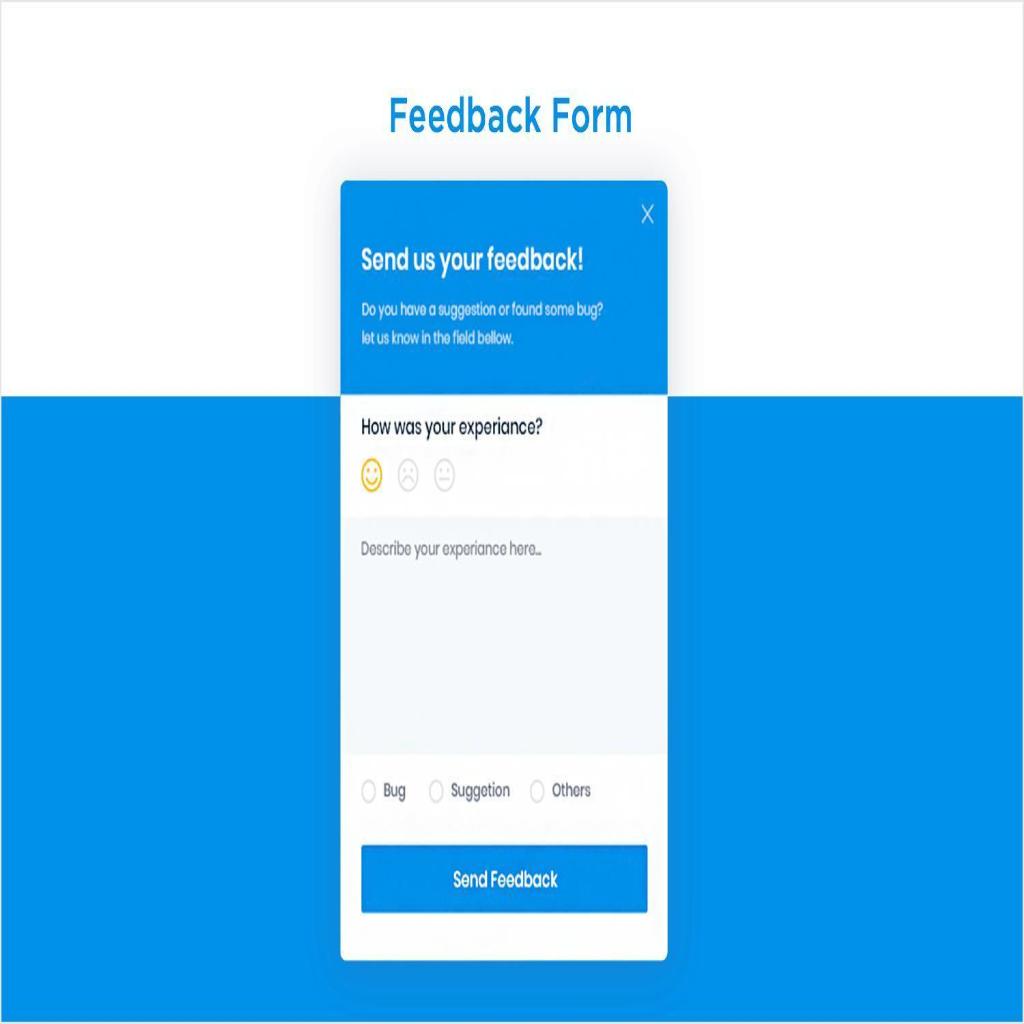 Feedback Form
X
Send us your feedback!
Do you have a suggestion or found some bug?
let us know in the field bellow.
How was your experiance?
Describe your experiance here...
Bug Suggetion Others
Send Feedback